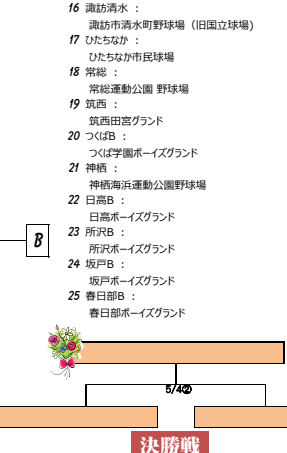 16 諏訪清水 ：
諏訪市清水町野球場（旧国立球場)
17 ひたちなか ：
ひたちなか市民球場
18 常総 ：
常総運動公園 野球場
19 筑西 ：
筑西田宮グランド
20 つくばB ：
つくば学園ボーイズグランド
21 神栖 ：
神栖海浜運動公園野球場
22 日高B ：
日高ボーイズグランド
B
23 所沢B ：
所沢ボーイズグランド
24 坂戸B ：
坂戸ボーイズグランド
25 春日部B ：
春日部ボーイズグランド
5/4②
決勝戦